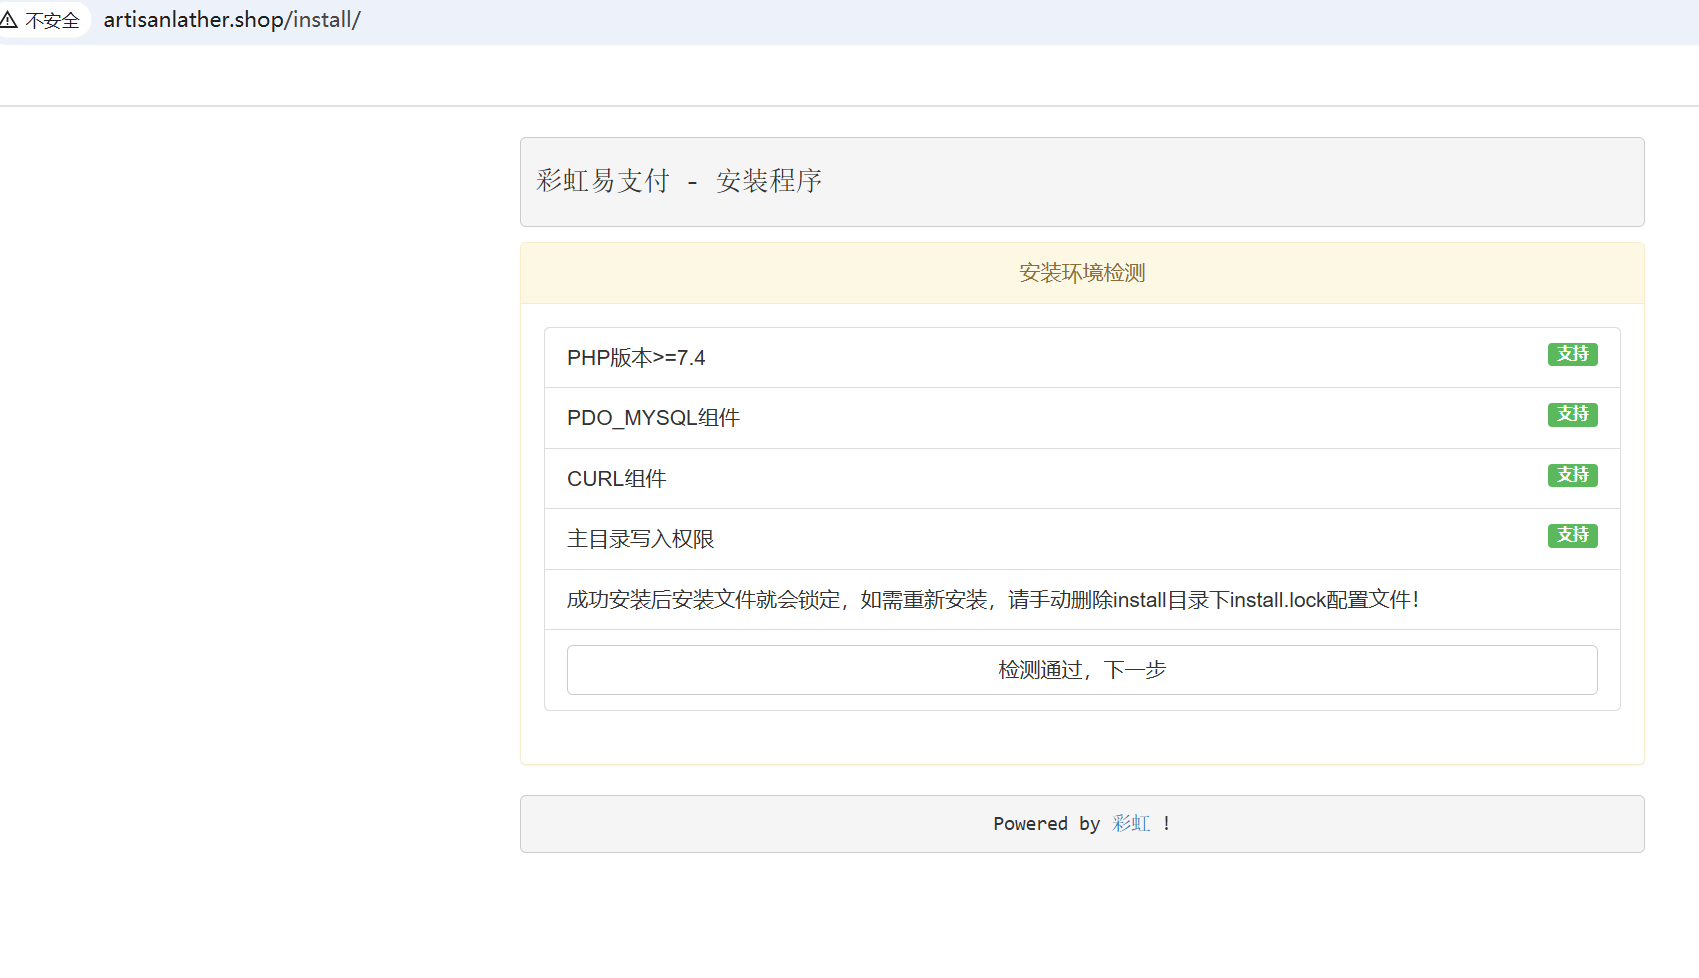 不安全 artisanlather.shop/install/
彩虹易支付 - 安装程序
安装环境检测
PHP版本>=7.4 支持
PDO_MYSQL组件 支持
CURL组件 支持
主目录写入权限 支持
成功安装后安装文件就会锁定，如需重新安装，请手动删除install目录下install.lock配置文件！
检测通过，下一步
Powered by 彩虹 !